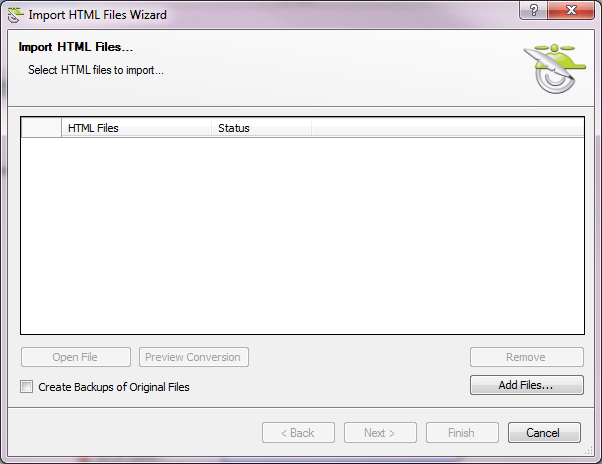 Import HTML Files Wizard
?
Import HTML Files...
Select HTML files to import...
HTML Files Status
Open File Preview Conversion Remove
Create Backups of Original Files Add Files...
< Back Next > Finish Cancel